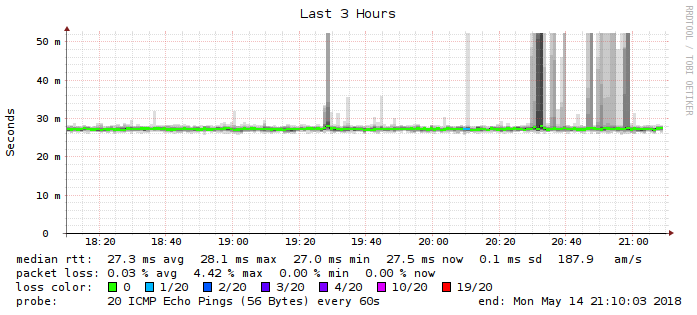 Last 3 Hours
RRDTOOL / TOBI OETIKER
Seconds
50 m
40 m
30 m
20 m
10 m
0
18:20 18:40 19:00 19:20 19:40 20:00 20:20 20:40 21:00
median rtt: 27.3 ms avg 28.1 ms max 27.0 ms min 27.5 ms now 0.1 ms sd 187.9 am/s
packet loss: 0.03 % avg 4.42 % max 0.00 % min 0.00 % now
loss color: 0 1/20 2/20 3/20 4/20 10/20 19/20
probe: 20 ICMP Echo Pings (56 Bytes) every 60s end: Mon May 14 21:10:03 2018